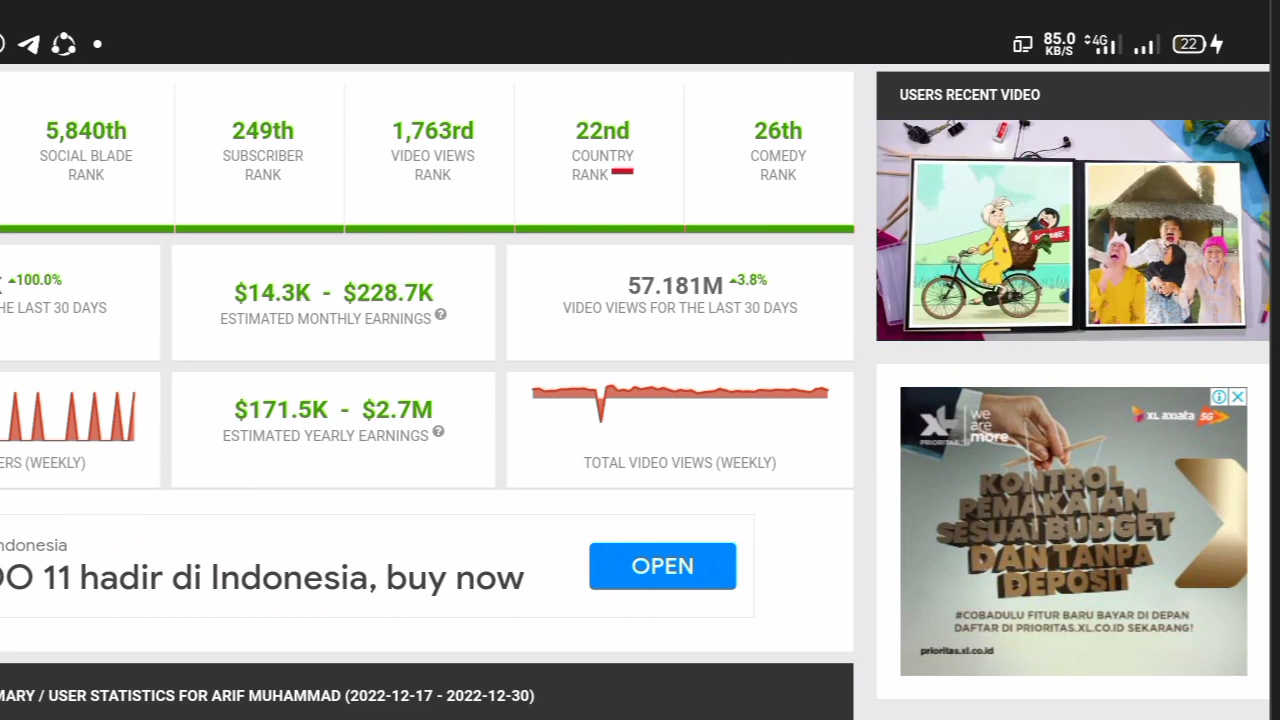 85.0
KB/S
4G
22
5,840th
SOCIAL BLADE
RANK
249th
SUBSCRIBER
RANK
1,763rd
VIDEO VIEWS
RANK
22nd
COUNTRY
RANK
26th
COMEDY
RANK
USERS RECENT VIDEO
100.0%
HE LAST 30 DAYS
$14.3K - $228.7K
ESTIMATED MONTHLY EARNINGS
57.181M 3.8%
VIDEO VIEWS FOR THE LAST 30 DAYS
ERS (WEEKLY)
$171.5K - $2.7M
ESTIMATED YEARLY EARNINGS
TOTAL VIDEO VIEWS (WEEKLY)
ndonesia
OO 11 hadir di Indonesia, buy now
OPEN
MARY / USER STATISTICS FOR ARIF MUHAMMAD (2022-12-17 - 2022-12-30)
XL
PRIORITAS
we
are
more
XL axiata 5G
KONTROL
PEMAKAIAN
SESUAI BUDGET
DAN TANPA
DEPOSIT
#COBADULU FITUR BARU BAYAR DI DEPAN
DAFTAR DI PRIORITAS.XL.CO.ID SEKARANG!
prioritas.xl.co.id